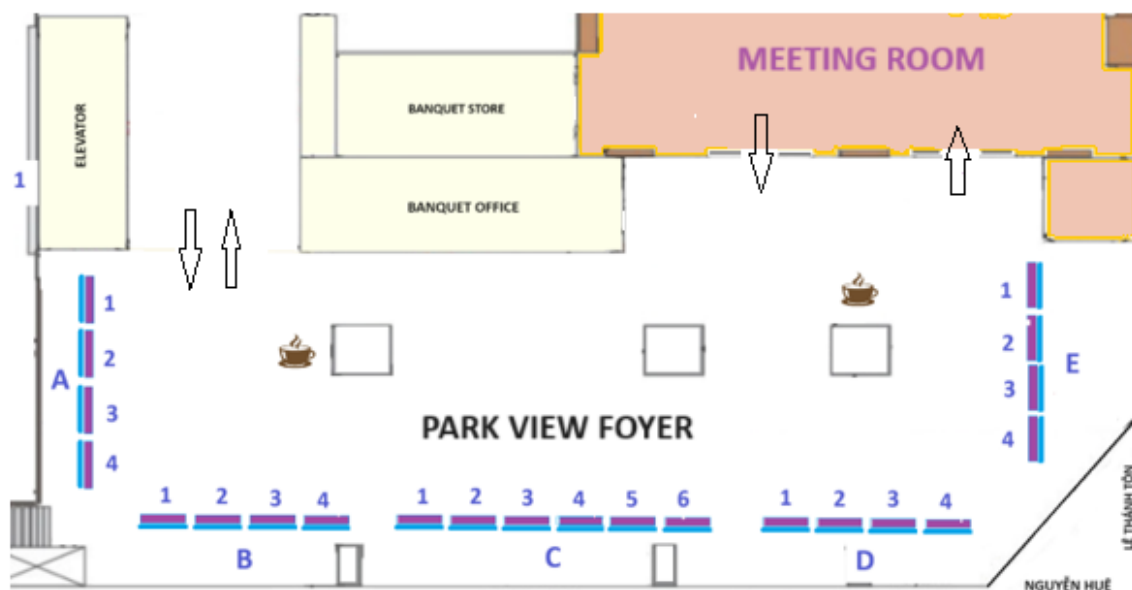 MEETING ROOM
ELEVATOR
BANQUET STORE
1
BANQUET OFFICE
1
1
2
2
A
E
3
3
PARK VIEW FOYER
4
4
1 2 3 4 1 2 3 4 5 6 1 2 3 4
B C D
LÊ THÁNH TÔN
NGUYỄN HUÊ